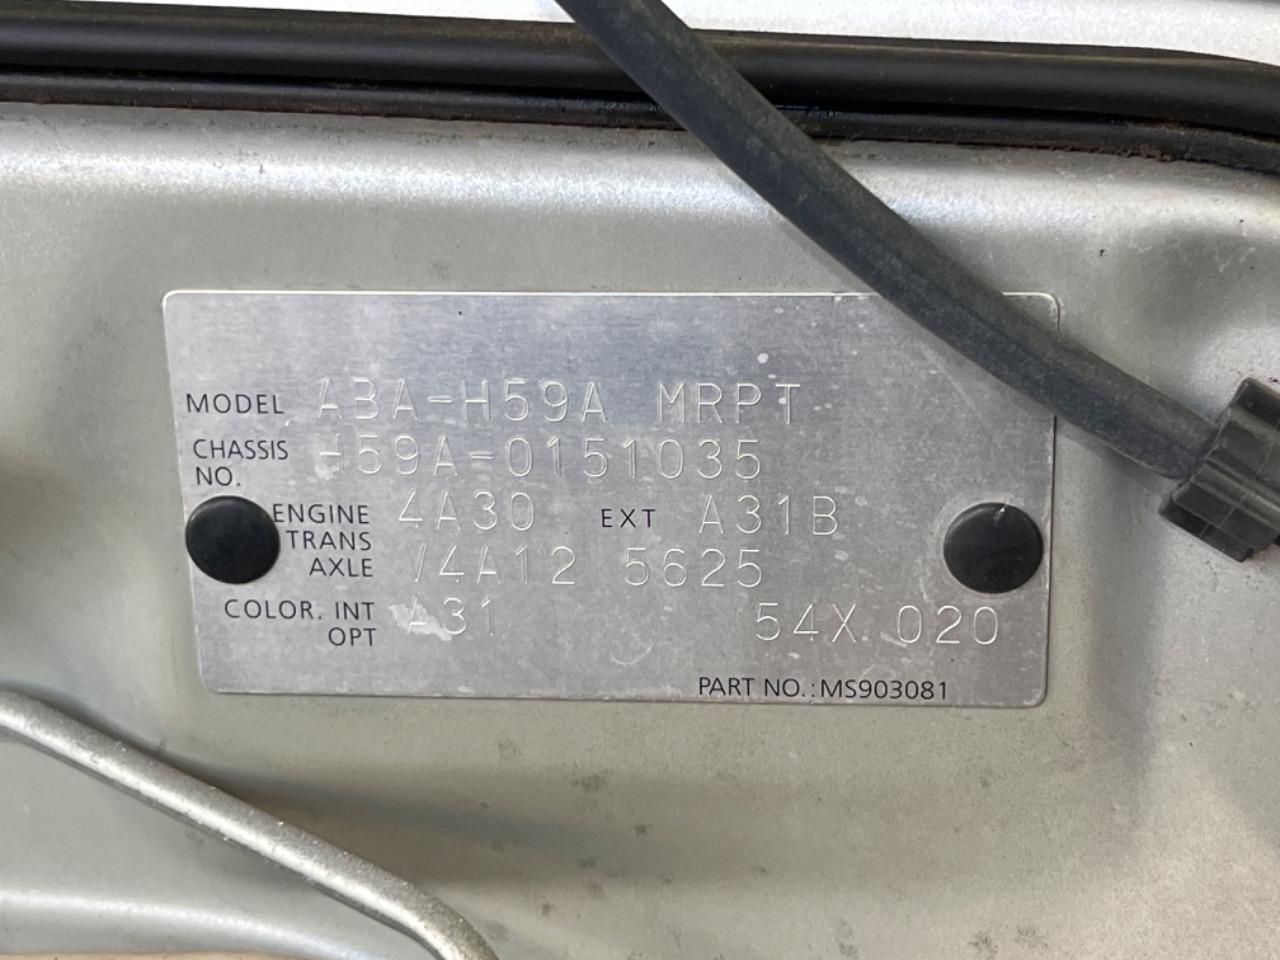 MODEL ABA-H59A MRPT
CHASSIS NO. H59A-0151035
ENGINE 4A30 EXT A31B
TRANS AXLE /4A12 5625
COLOR. INT OPT A31 54X 020
PART NO.: MS903081